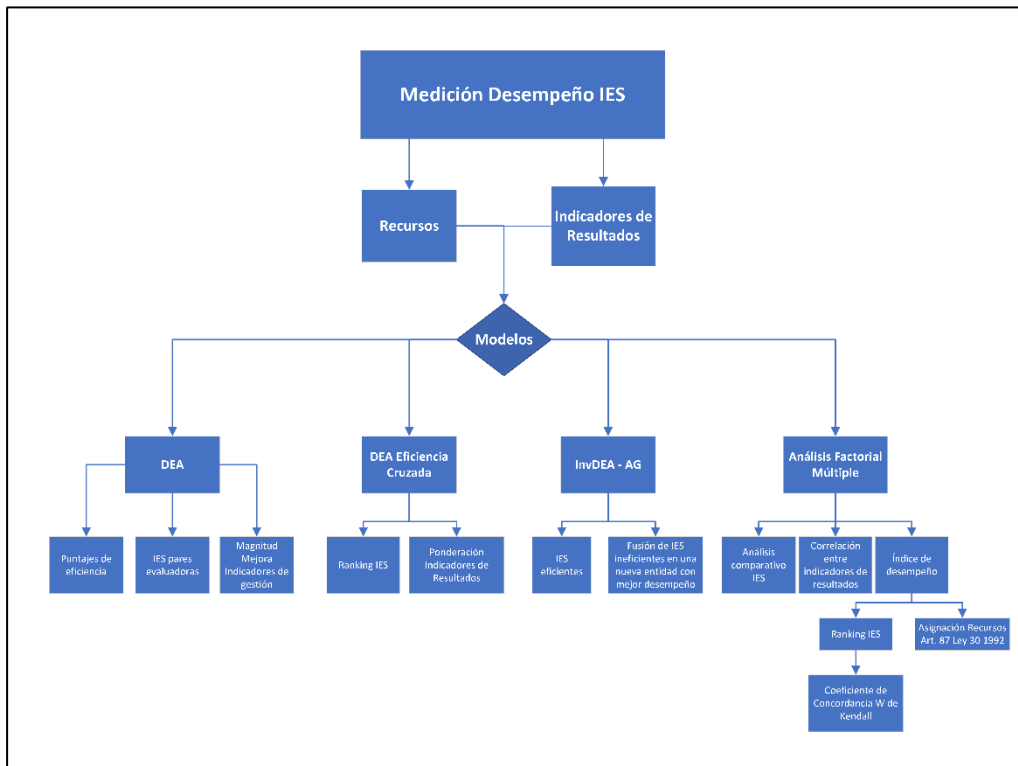 Medición Desempeño IES
Recursos
Indicadores de
Resultados
Modelos
DEA
DEA Eficiencia
Cruzada
InvDEA - AG
Análisis Factorial
Múltiple
Puntajes de
eficiencia
IES pares
evaluadoras
Magnitud
Mejora
Indicadores de
gestión
Ranking IES
Ponderación
Indicadores de
Resultados
IES
eficientes
Fusión de IES
ineficientes en una
nueva entidad con
mejor desempeño
Análisis
comparativo
IES
Correlación
entre
indicadores de
resultados
Índice de
desempeño
Ranking IES
Asignación Recursos
Art. 87 Ley 30 1992
Coeficiente de
Concordancia W de
Kendall